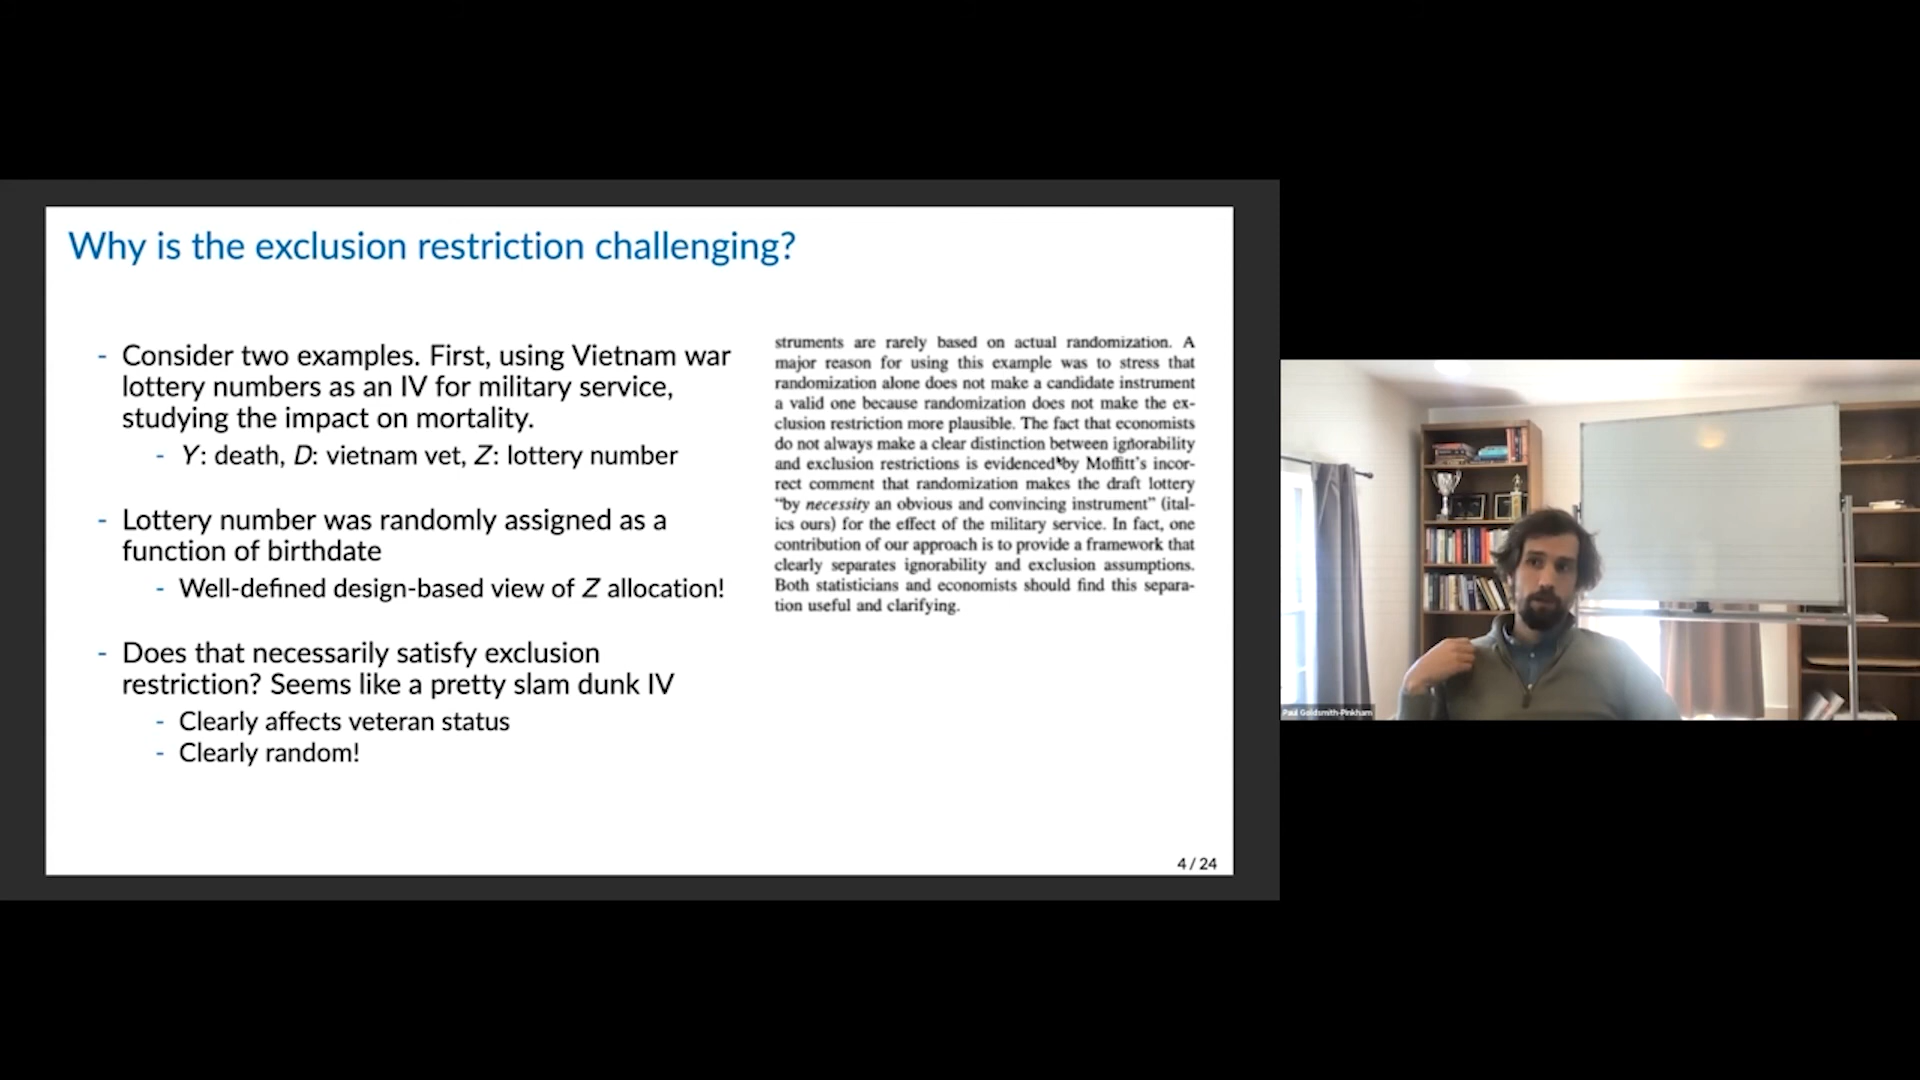 Why is the exclusion restriction challenging?
- Consider two examples. First, using Vietnam war
lottery numbers as an IV for military service,
studying the impact on mortality.
- Y: death, D: vietnam vet, Z: lottery number
- Lottery number was randomly assigned as a
function of birthdate
- Well-defined design-based view of Z allocation!
- Does that necessarily satisfy exclusion
restriction? Seems like a pretty slam dunk IV
- Clearly affects veteran status
- Clearly random!
struments are rarely based on actual randomization. A
major reason for using this example was to stress that
randomization alone does not make a candidate instrument
a valid one because randomization does not make the ex-
clusion restriction more plausible. The fact that economists
do not always make a clear distinction between ignorability
and exclusion restrictions is evidenced by Moffitt's incor-
rect comment that randomization makes the draft lottery
"by necessity an obvious and convincing instrument" (ital-
ics ours) for the effect of the military service. In fact, one
contribution of our approach is to provide a framework that
clearly separates ignorability and exclusion assumptions.
Both statisticians and economists should find this separa-
tion useful and clarifying.
4 / 24
Paul Goldsmith-Pinkham